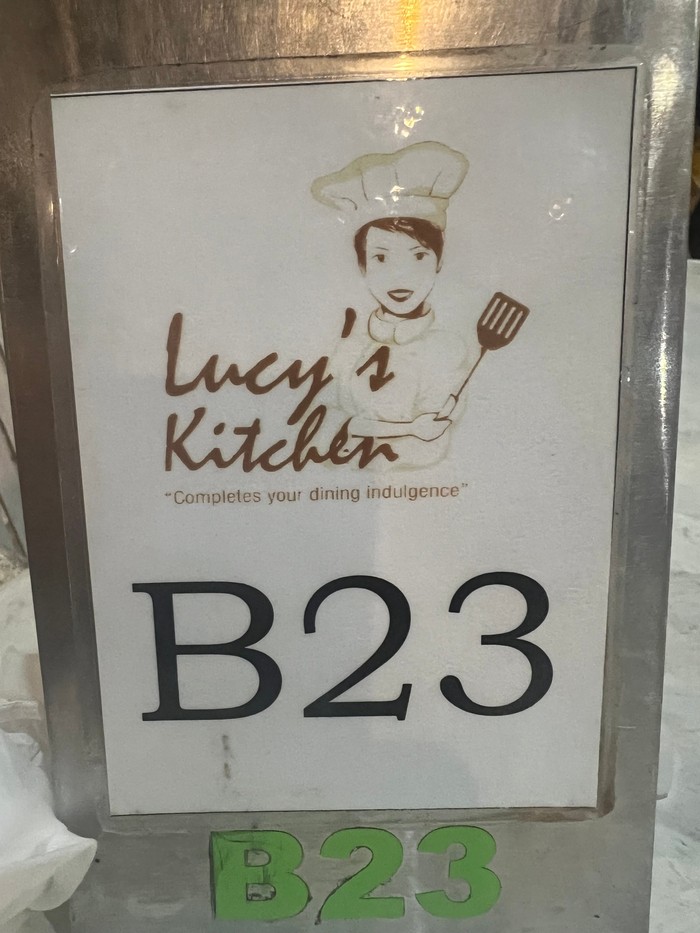 Lucy's
Kitchen
“Completes your dining indulgence”
B23
B23